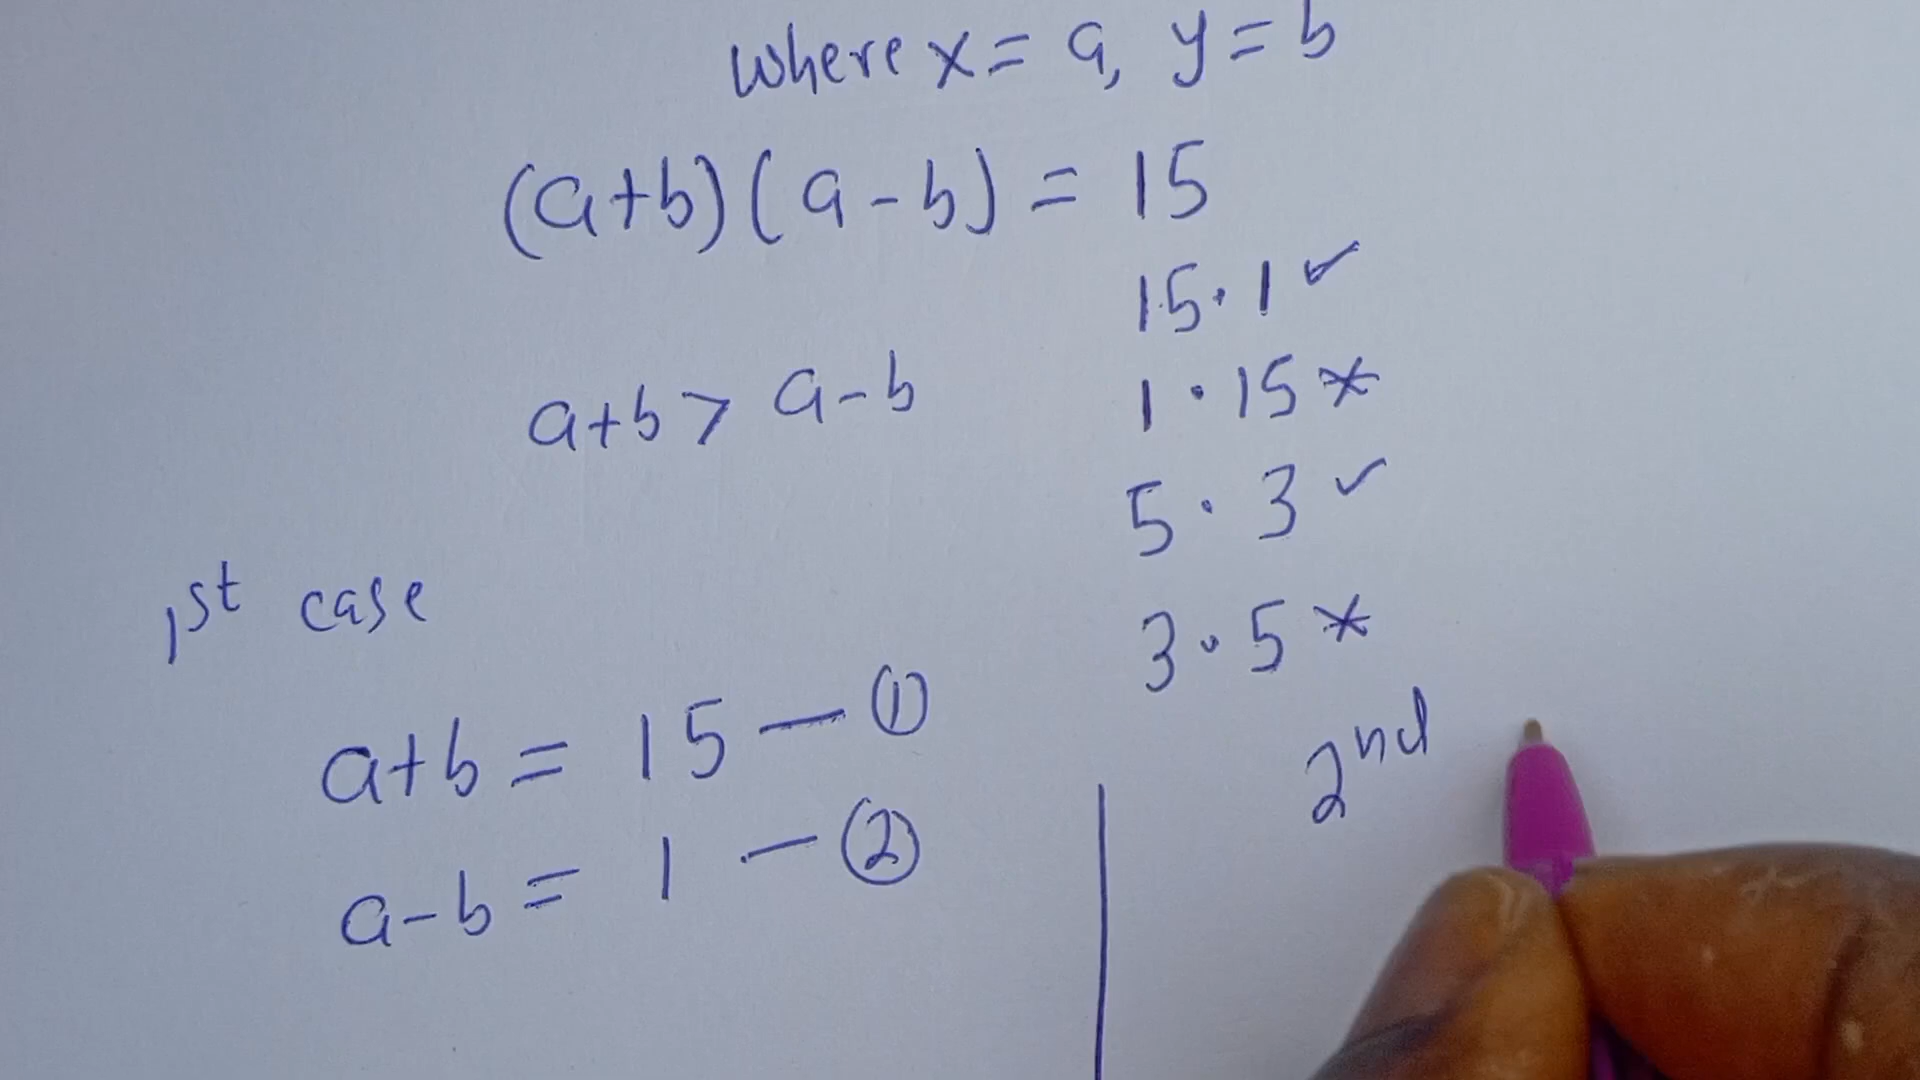 where x = a, y = b
(a+b)(a-b) = 15
15·1 ✓
a+b > a-b
1·15 *
5·3 ✓
3·5 *
1st case
a+b = 15 — ①
a-b = 1 — ②
2nd